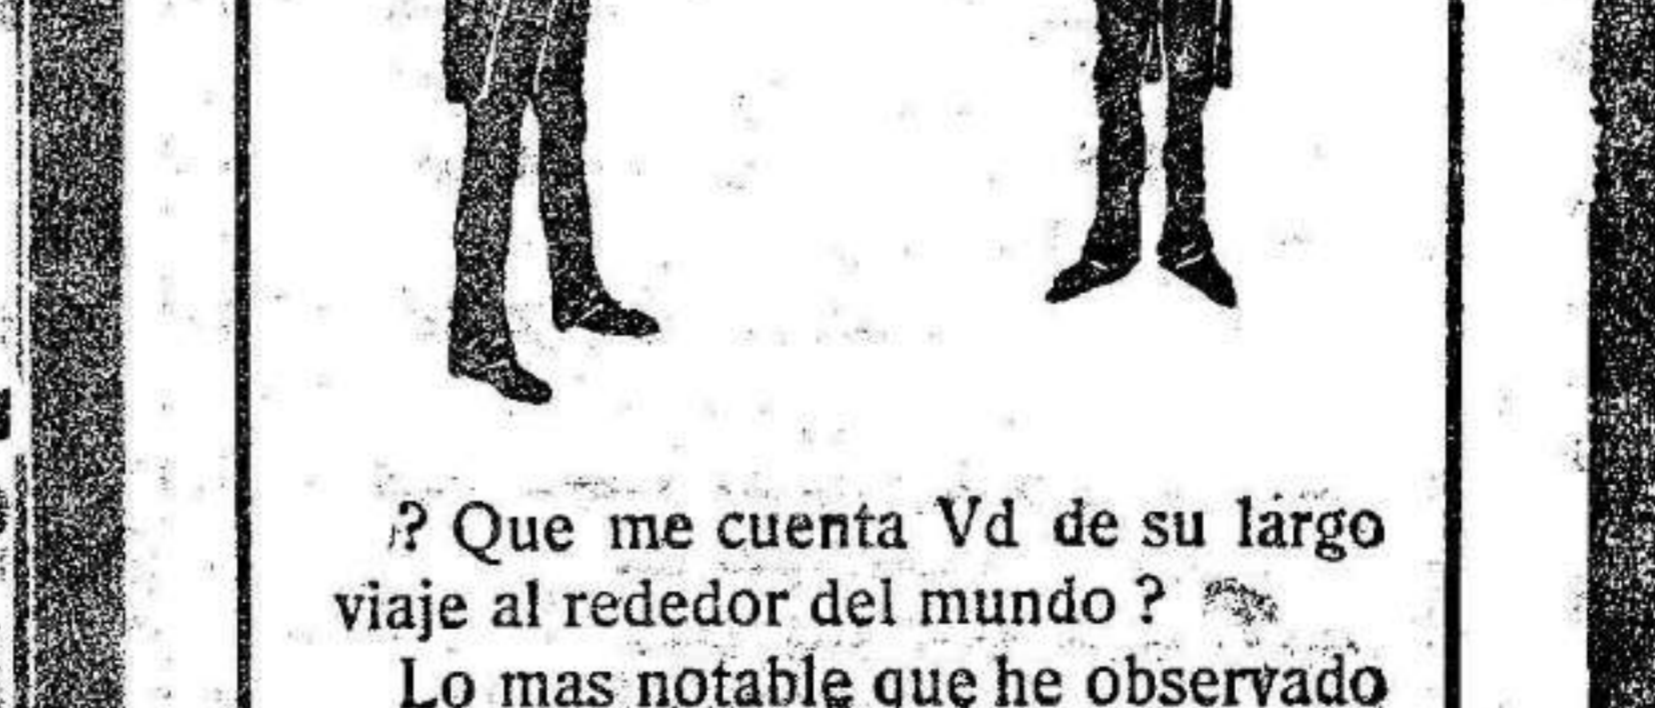 ? Que me cuenta Vd de su largo
viaje al rededor del mundo ?
Lo mas notable que he observado